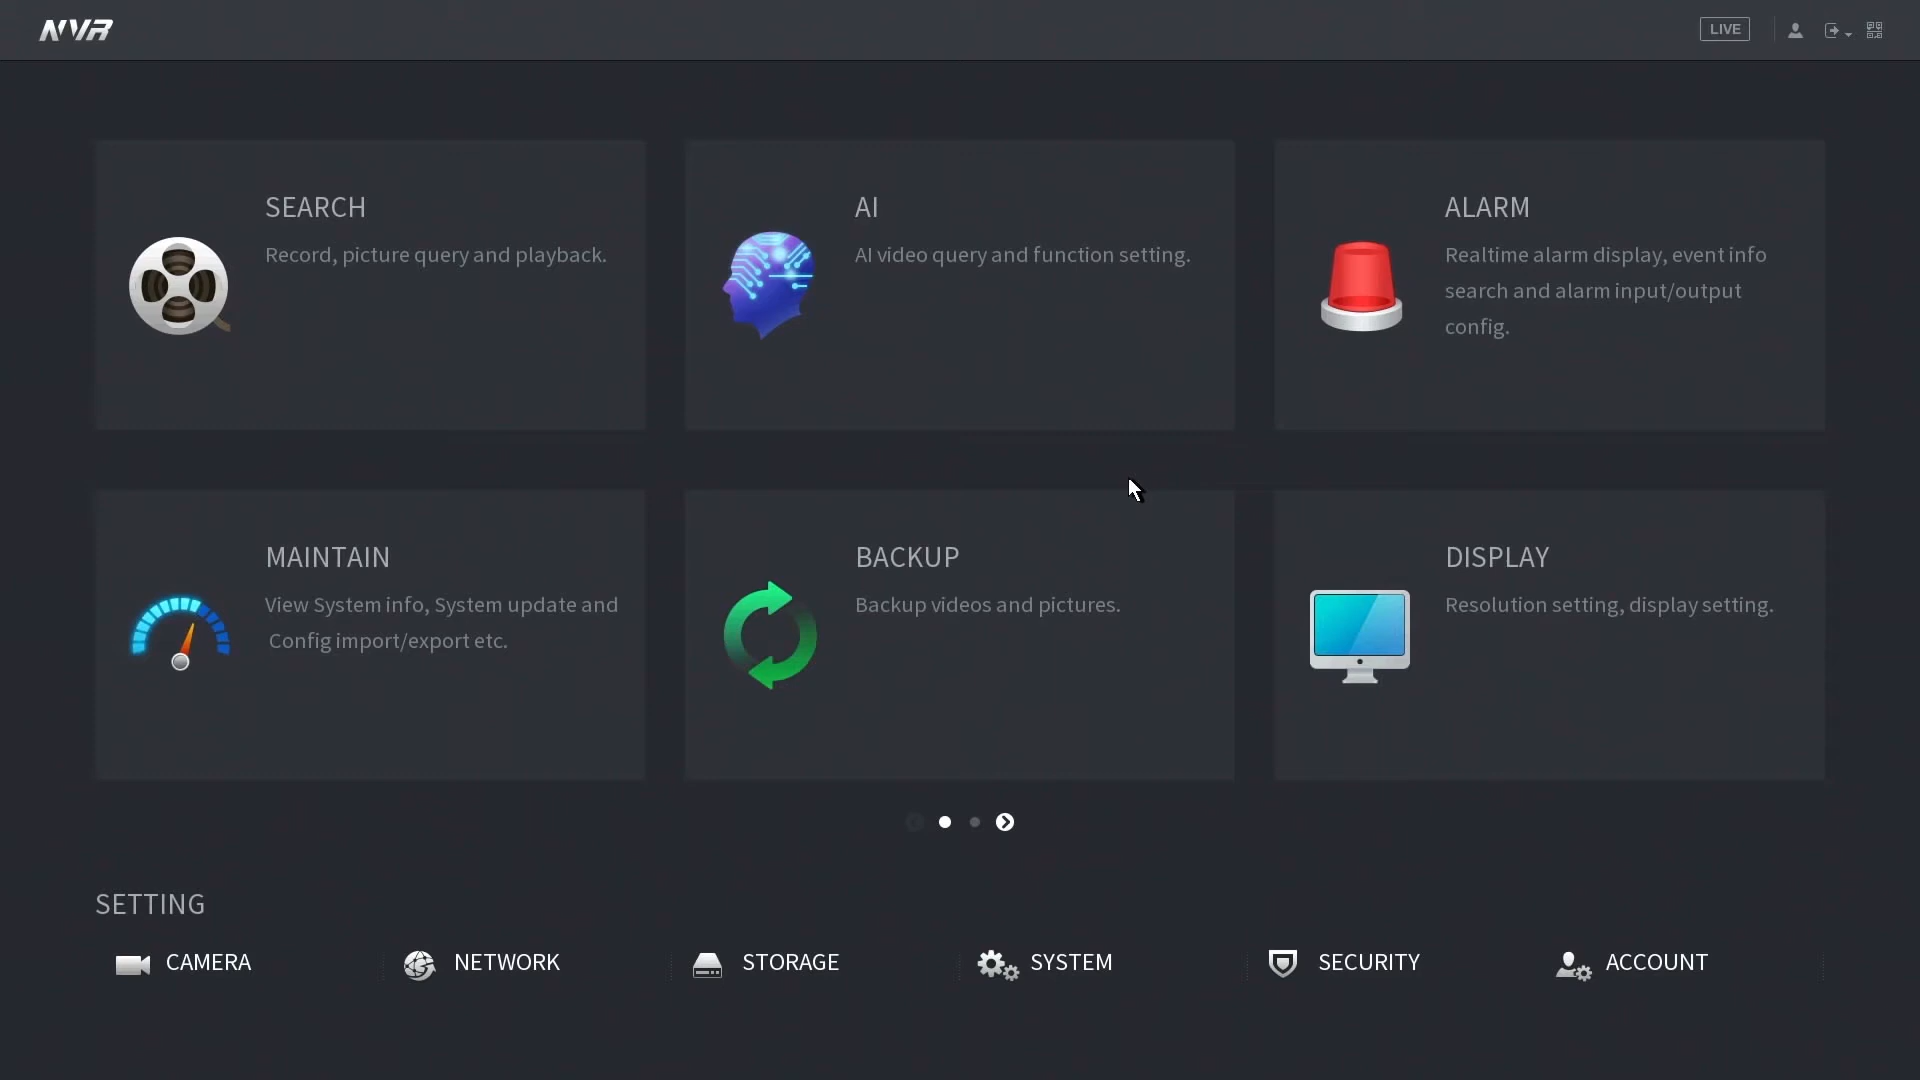 NVR
LIVE
SEARCH
Record, picture query and playback.
AI
AI video query and function setting.
ALARM
Realtime alarm display, event info
search and alarm input/output
config.
MAINTAIN
View System info, System update and
Config import/export etc.
BACKUP
Backup videos and pictures.
DISPLAY
Resolution setting, display setting.
SETTING
CAMERA
NETWORK
STORAGE
SYSTEM
SECURITY
ACCOUNT